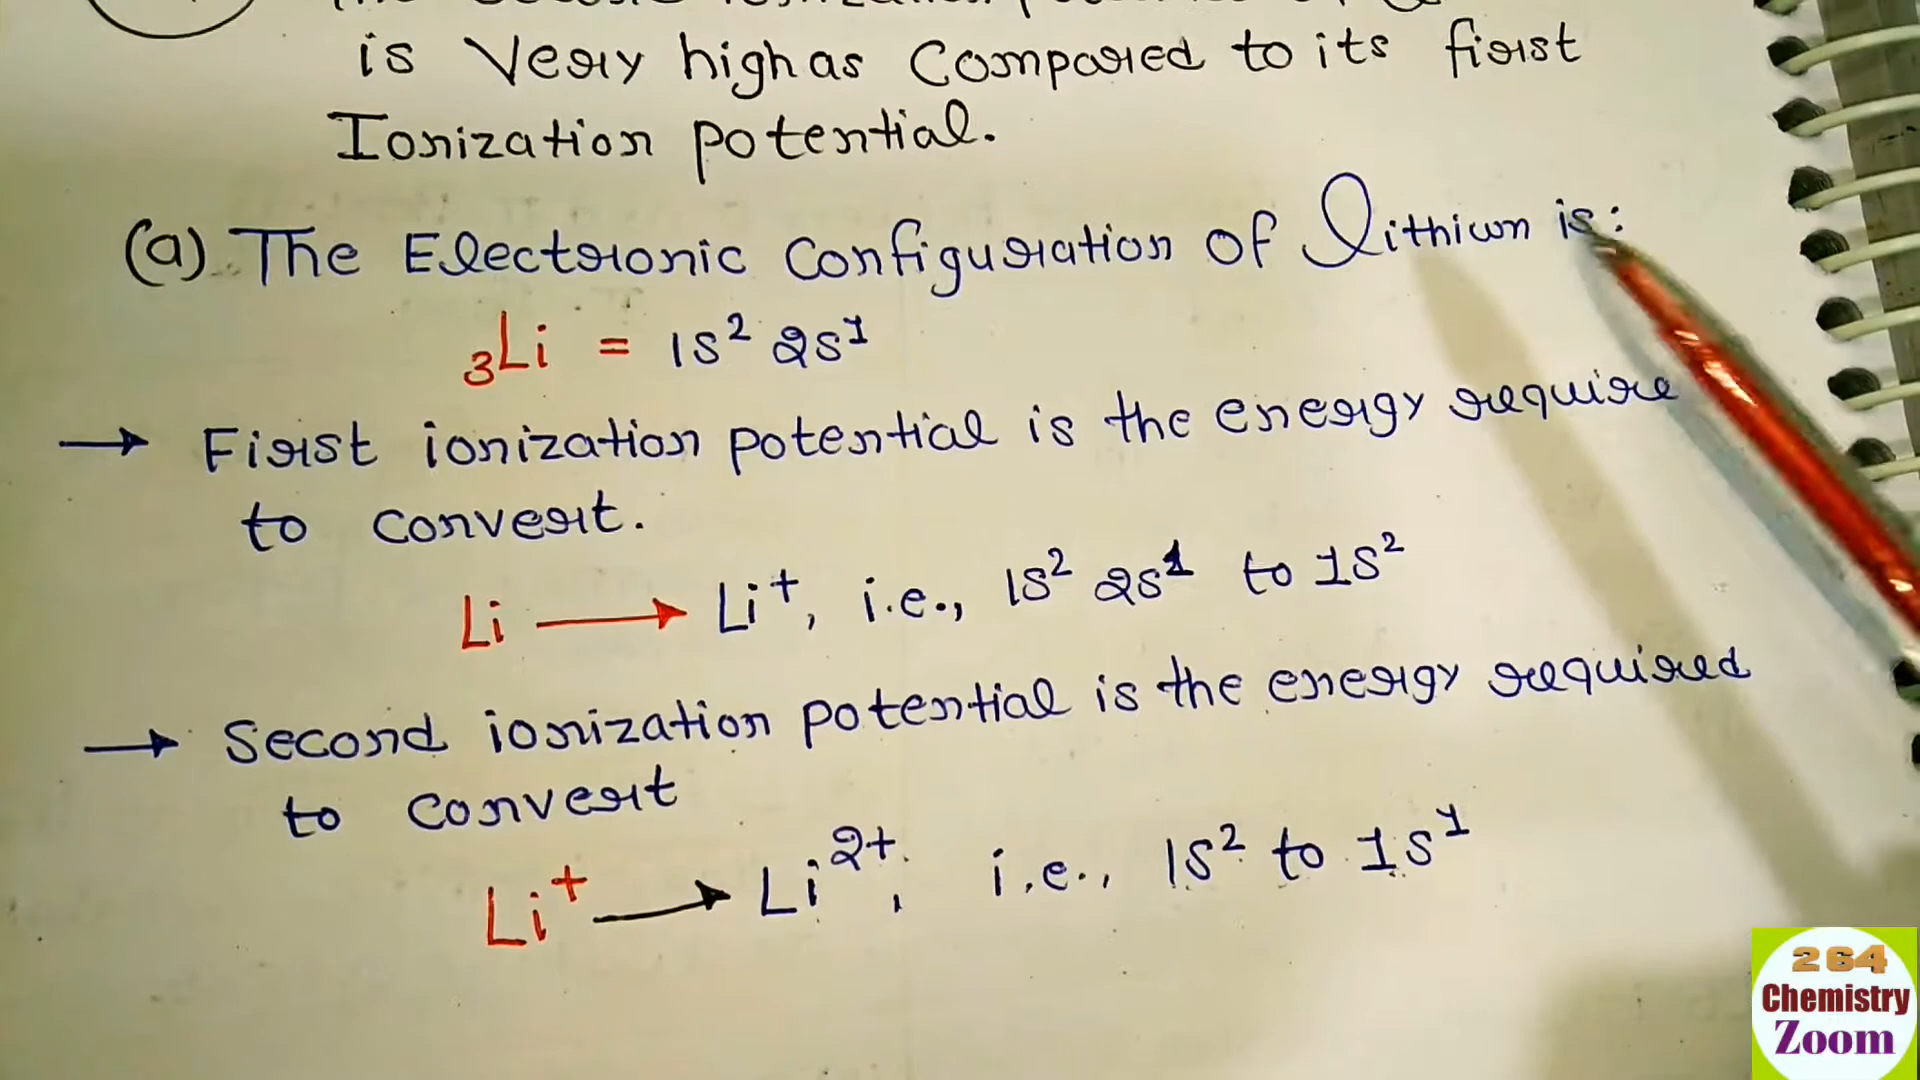 is Very high as Compared to its first
Ionization potential.
(a) The Electronic Configuration of lithium is:
₃Li = 1s² 2s¹
→ First ionization potential is the energy require
to convert.
Li → Li⁺, i.e., 1s² 2s¹ to 1s²
→ Second ionization potential is the energy required
to convert
Li⁺ → Li²⁺, i.e., 1s² to 1s¹
264
Chemistry
Zoom